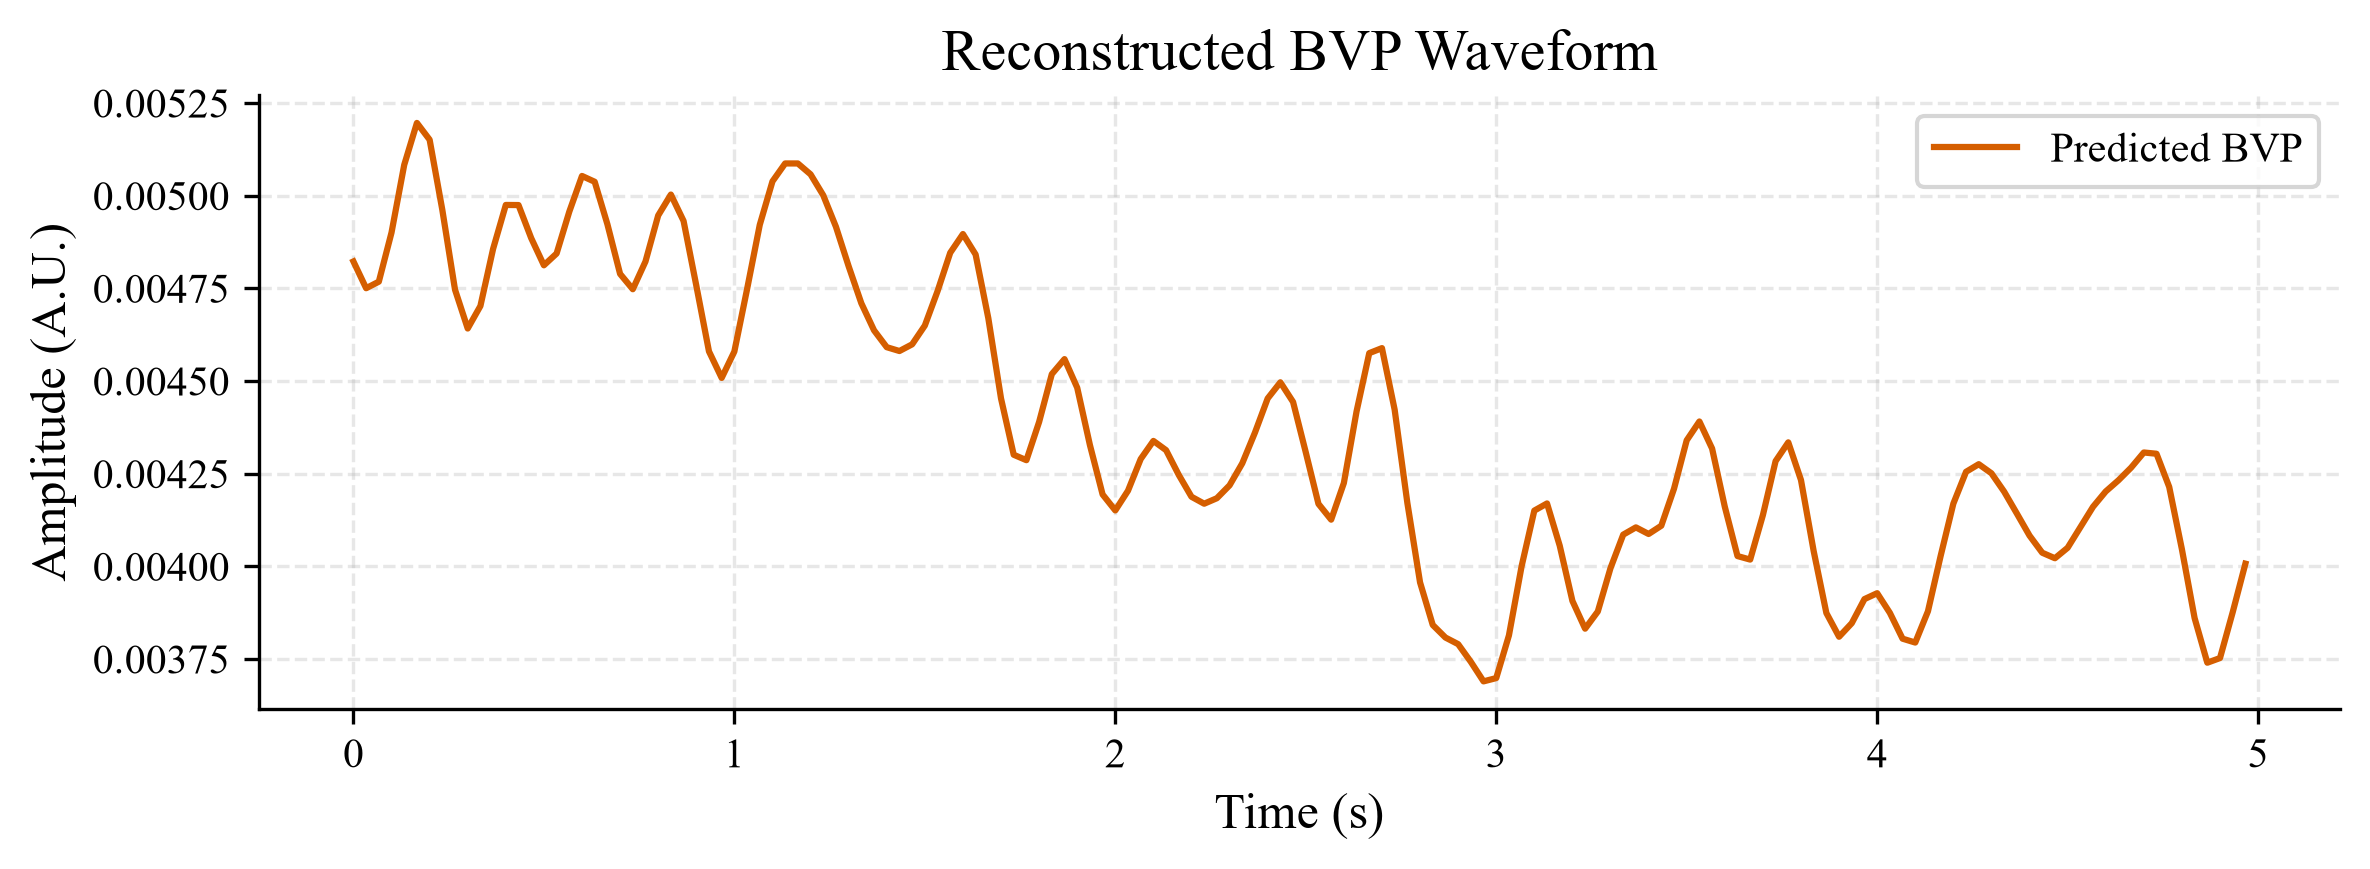 Reconstructed BVP Waveform
Predicted BVP
Amplitude (A.U.)
0.00525
0.00500
0.00475
0.00450
0.00425
0.00400
0.00375
0 1 2 3 4 5
Time (s)